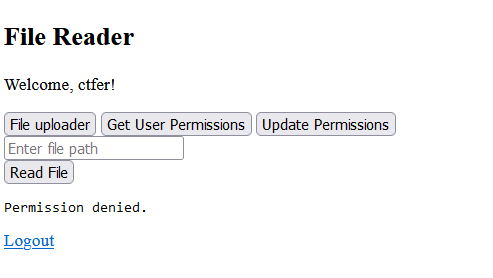 File Reader
Welcome, ctfer!
File uploader Get User Permissions Update Permissions
Enter file path
Read File
Permission denied.
Logout